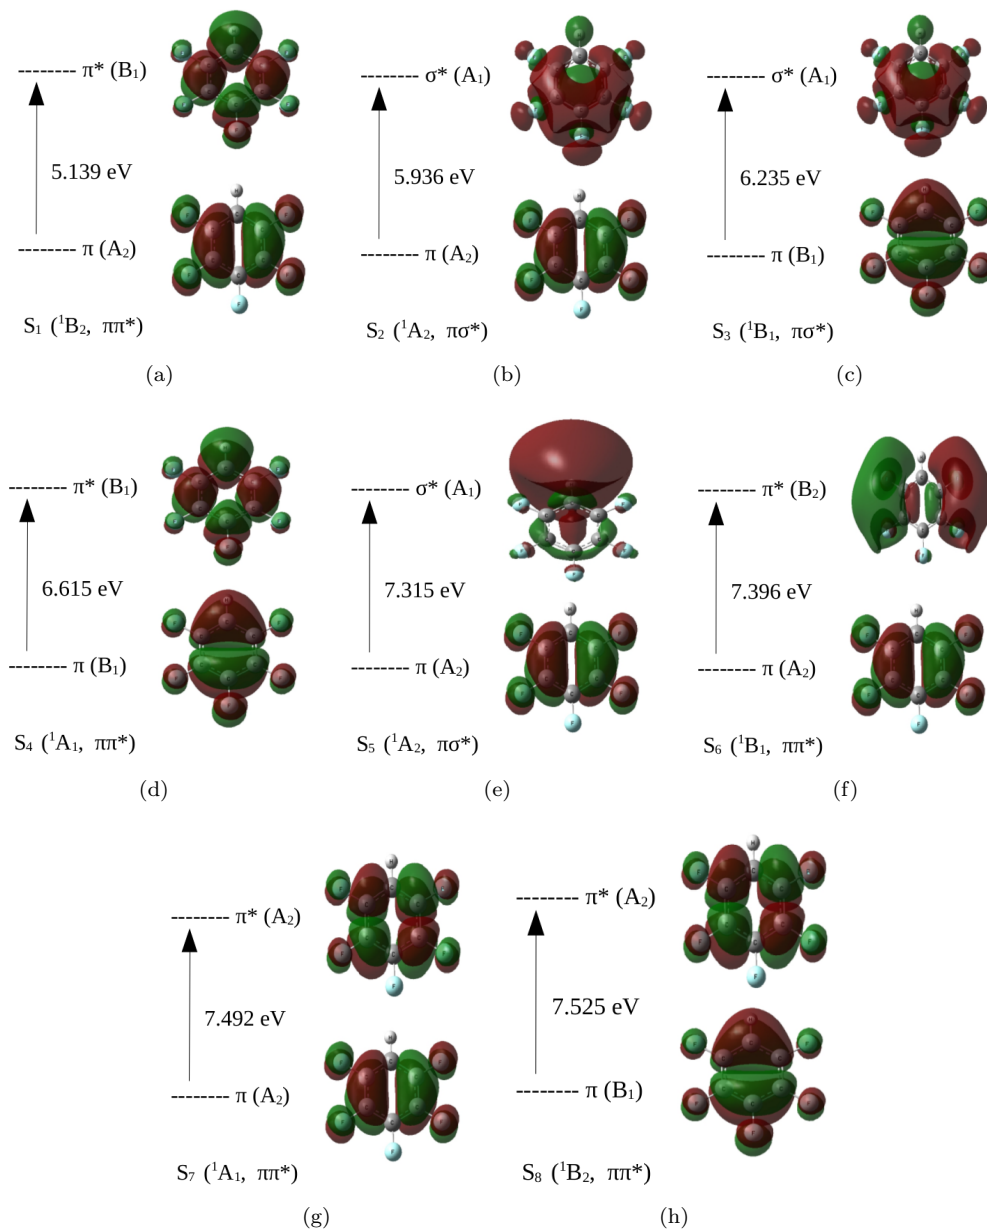 π* (B₁)
5.139 eV
π (A₂)
S₁ (¹B₂, ππ*)
(a)
σ* (A₁)
5.936 eV
π (A₂)
S₂ (¹A₂, πσ*)
(b)
σ* (A₁)
6.235 eV
π (B₁)
S₃ (¹B₁, πσ*)
(c)
π* (B₁)
6.615 eV
π (B₁)
S₄ (¹A₁, ππ*)
(d)
σ* (A₁)
7.315 eV
π (A₂)
S₅ (¹A₂, πσ*)
(e)
π* (B₂)
7.396 eV
π (A₂)
S₆ (¹B₁, ππ*)
(f)
π* (A₂)
7.492 eV
π (A₂)
S₇ (¹A₁, ππ*)
(g)
π* (A₂)
7.525 eV
π (B₁)
S₈ (¹B₂, ππ*)
(h)